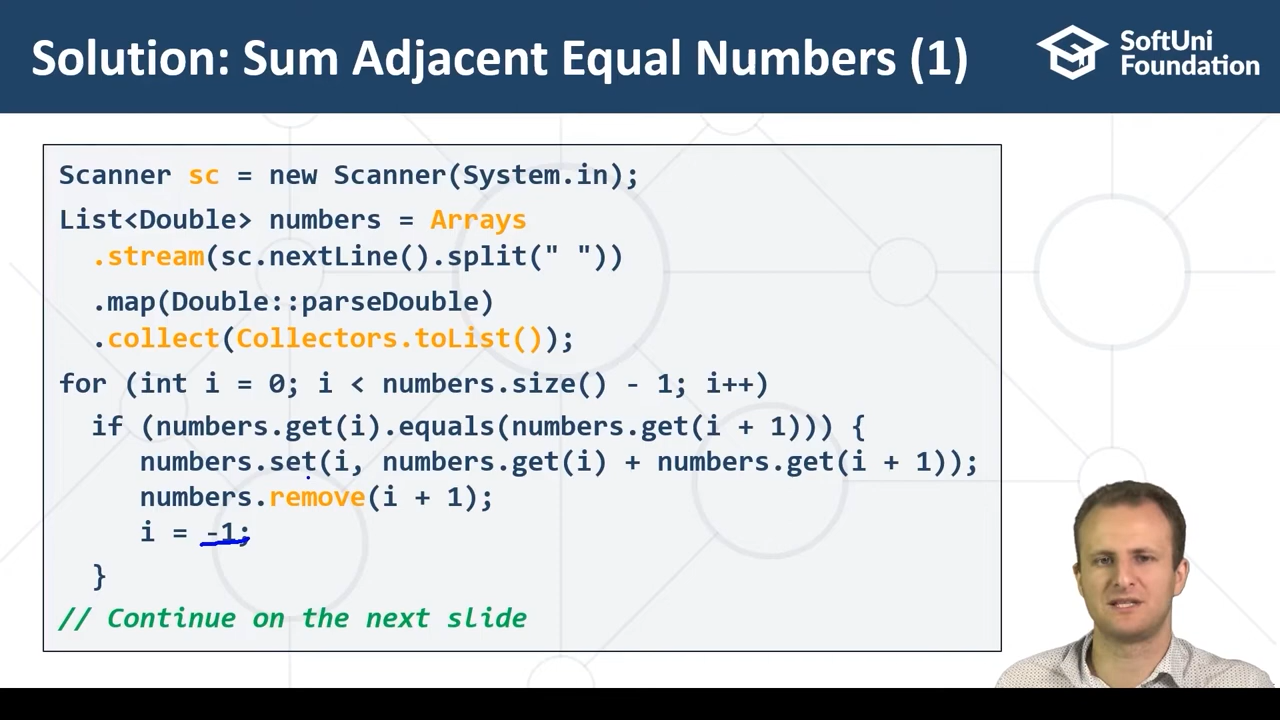 Solution: Sum Adjacent Equal Numbers (1)
SoftUni
Foundation
Scanner sc = new Scanner(System.in);
List<Double> numbers = Arrays
.stream(sc.nextLine().split(" "))
.map(Double::parseDouble)
.collect(Collectors.toList());
for (int i = 0; i < numbers.size() - 1; i++)
if (numbers.get(i).equals(numbers.get(i + 1))) {
numbers.set(i, numbers.get(i) + numbers.get(i + 1));
numbers.remove(i + 1);
i = -1;
}
// Continue on the next slide